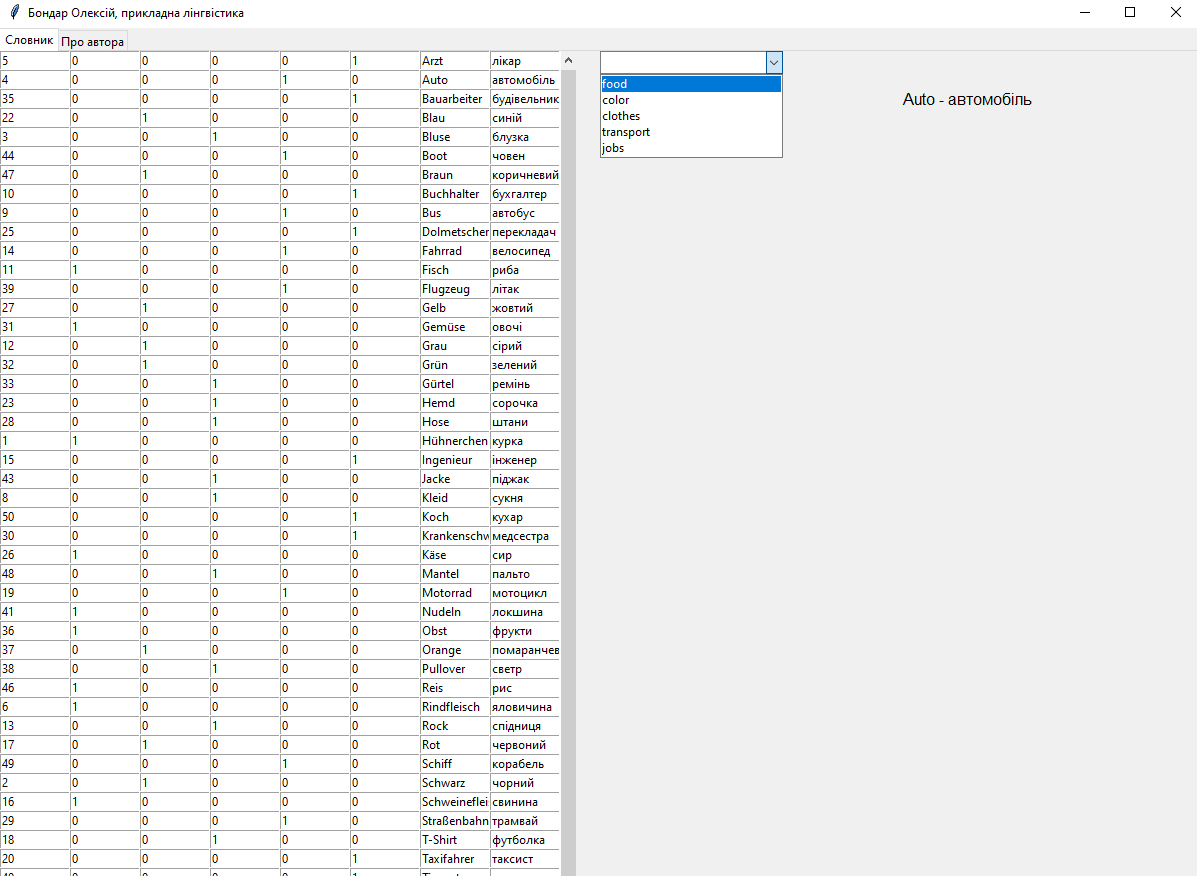 Бондар Олексій, прикладна лінгвістика
Словник Про автора
5 0 0 0 0 1 Arzt лікар
4 0 0 0 1 0 Auto автомобіль
35 0 0 0 0 1 Bauarbeiter будівельник
22 0 1 0 0 0 Blau синій
3 0 0 1 0 0 Bluse блузка
44 0 0 0 1 0 Boot човен
47 0 1 0 0 0 Braun коричневий
10 0 0 0 0 1 Buchhalter бухгалтер
9 0 0 0 1 0 Bus автобус
25 0 0 0 0 1 Dolmetscher перекладач
14 0 0 0 1 0 Fahrrad велосипед
11 1 0 0 0 0 Fisch риба
39 0 0 0 1 0 Flugzeug літак
27 0 1 0 0 0 Gelb жовтий
31 1 0 0 0 0 Gemüse овочі
12 0 1 0 0 0 Grau сірий
32 0 1 0 0 0 Grün зелений
33 0 0 1 0 0 Gürtel ремінь
23 0 0 1 0 0 Hemd сорочка
28 0 0 1 0 0 Hose штани
1 1 0 0 0 0 Hühnerchen курка
15 0 0 0 0 1 Ingenieur інженер
43 0 0 1 0 0 Jacke піджак
8 0 0 1 0 0 Kleid сукня
50 0 0 0 0 1 Koch кухар
30 0 0 0 0 1 Krankenschw медсестра
26 1 0 0 0 0 Käse сир
48 0 0 1 0 0 Mantel пальто
19 0 0 0 1 0 Motorrad мотоцикл
41 1 0 0 0 0 Nudeln локшина
36 1 0 0 0 0 Obst фрукти
37 0 1 0 0 0 Orange помаранчев
38 0 0 1 0 0 Pullover светр
46 1 0 0 0 0 Reis рис
6 1 0 0 0 0 Rindfleisch яловичина
13 0 0 1 0 0 Rock спідниця
17 0 1 0 0 0 Rot червоний
49 0 0 0 1 0 Schiff корабель
2 0 1 0 0 0 Schwarz чорний
16 1 0 0 0 0 Schweineflei свинина
29 0 0 0 1 0 Straßenbahn трамвай
18 0 0 1 0 0 T-Shirt футболка
20 0 0 0 0 1 Taxifahrer таксист
food
color
clothes
transport
jobs
Auto - автомобіль